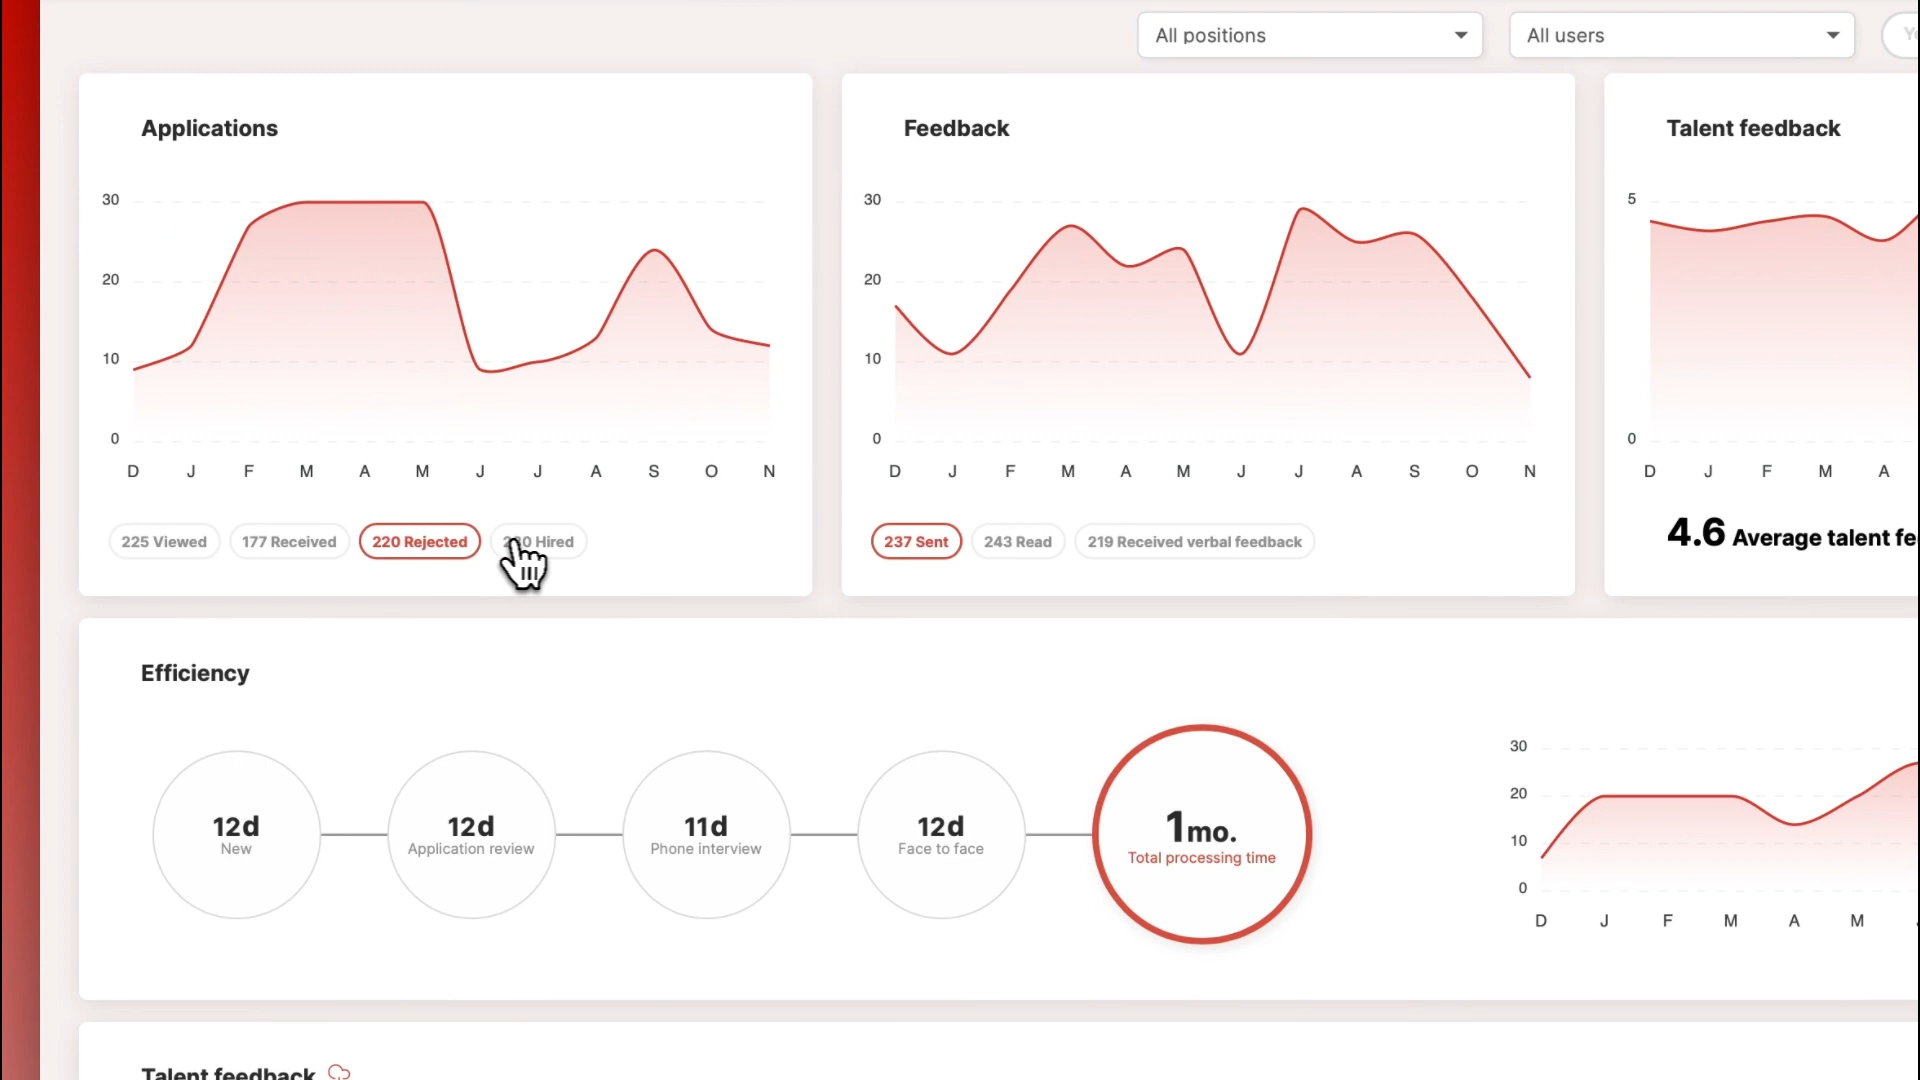 All positions
All users
Applications
30
20
10
0
D J F M A M J J A S O N
225 Viewed
177 Received
220 Rejected
Hired
Feedback
30
20
10
0
D J F M A M J J A S O N
237 Sent
243 Read
219 Received verbal feedback
Talent feedback
5
0
D J F M A
4.6 Average talent
Efficiency
12d
New
12d
Application review
11d
Phone interview
12d
Face to face
1mo.
Total processing time
30
20
10
0
D J F M A M
Talent feedback